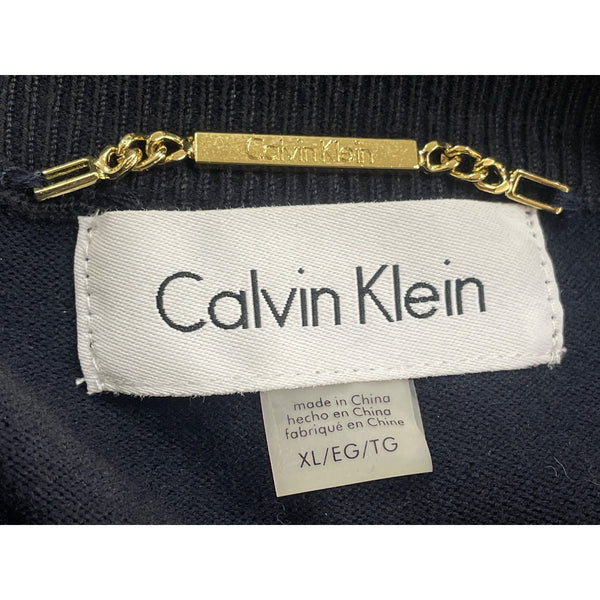 Calvin Klein
Calvin Klein
made in China
hecho en China
fabriqué en Chine
XL/EG/TG